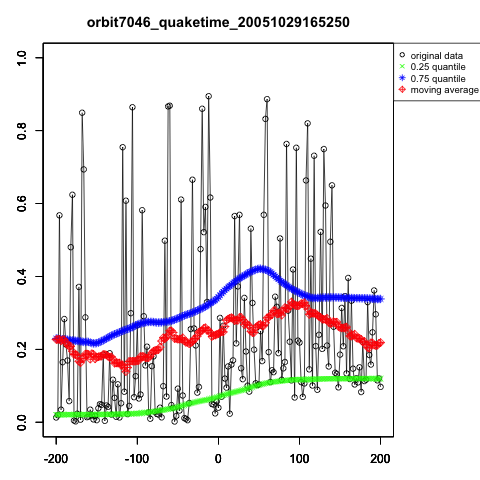 orbit7046_quaketime_20051029165250
original data
0.25 quantile
0.75 quantile
moving average
1.0
0.8
0.6
0.4
0.2
0.0
-200 -100 0 100 200